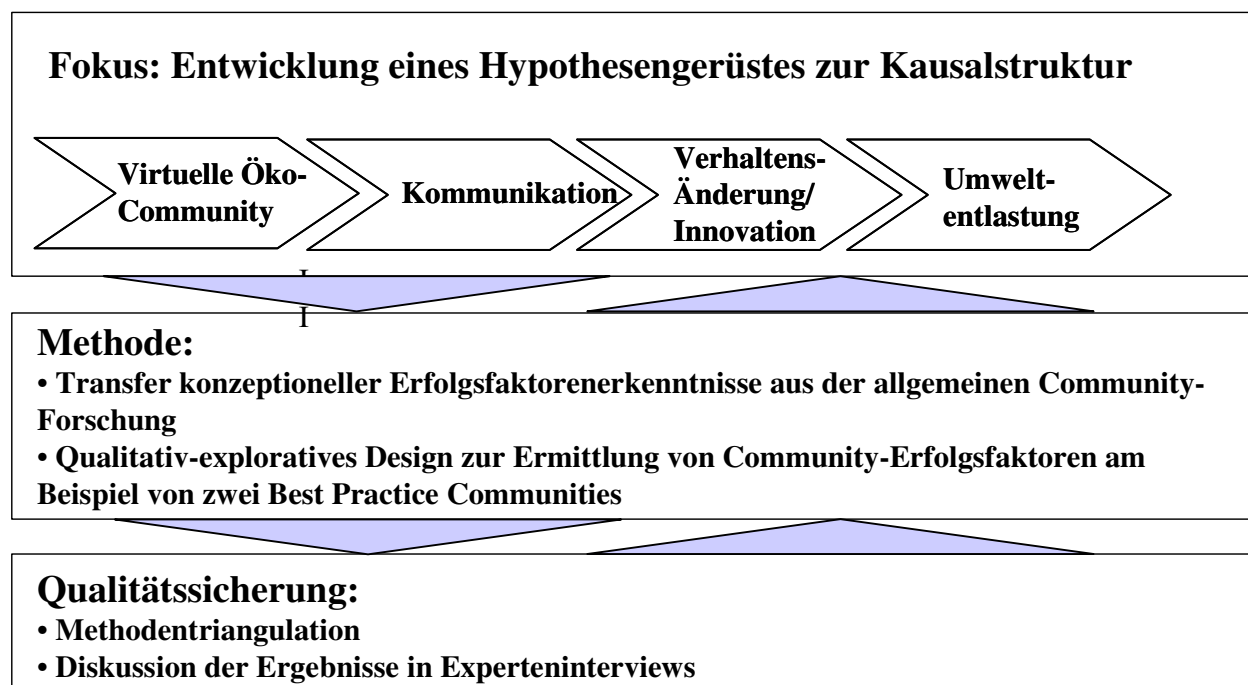 Fokus: Entwicklung eines Hypothesengerüstes zur Kausalstruktur
Virtuelle Öko-
Community
Kommunikation
Verhaltens-
Änderung/
Innovation
Umwelt-
entlastung
I
I
Methode:
• Transfer konzeptioneller Erfolgsfaktorenerkenntnisse aus der allgemeinen Community-
Forschung
• Qualitativ-exploratives Design zur Ermittlung von Community-Erfolgsfaktoren am
Beispiel von zwei Best Practice Communities
Qualitätssicherung:
• Methodentriangulation
• Diskussion der Ergebnisse in Experteninterviews